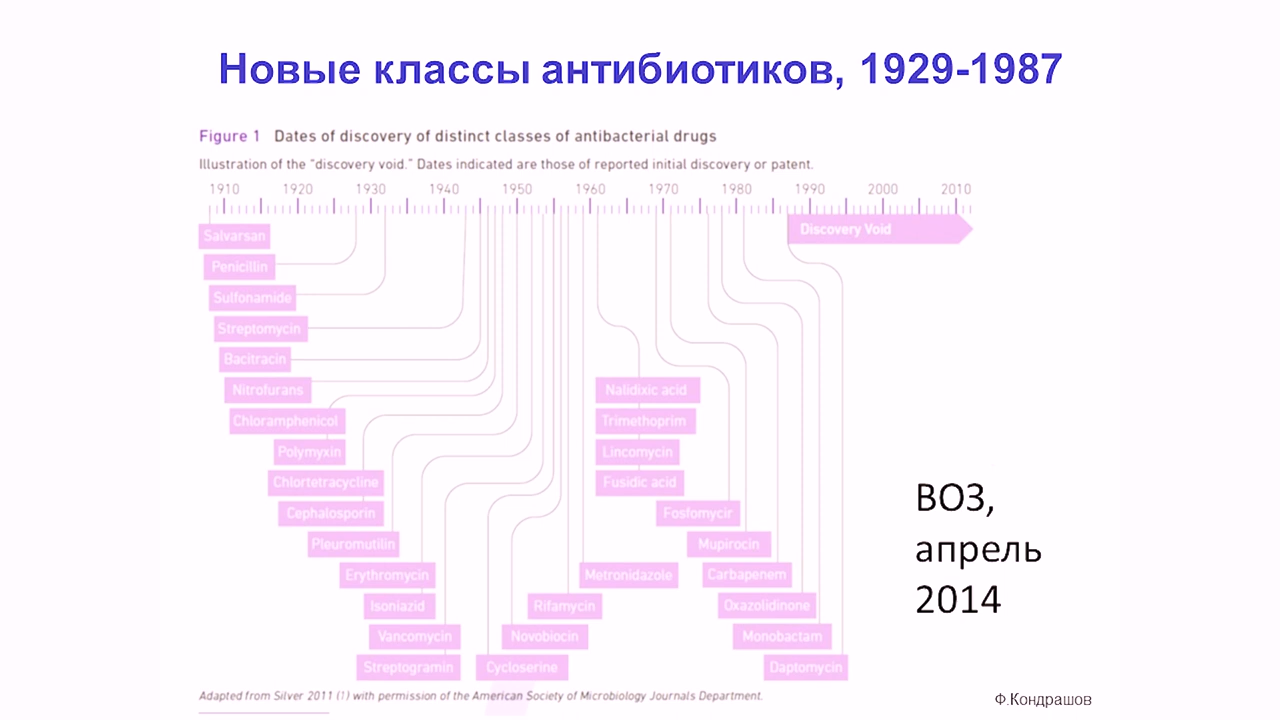 Новые классы антибиотиков, 1929-1987
Figure 1 Dates of discovery of distinct classes of antibacterial drugs
Illustration of the "discovery void." Dates indicated are those of reported initial discovery or patent.
1910 1920 1930 1940 1950 1960 1970 1980 1990 2000 2010
Salvarsan
Discovery Void
Penicillin
Sulfonamide
Streptomycin
Bacitracin
Nitrofurans
Nalidixic acid
Chloramphenicol
Trimethoprim
Polymyxin
Lincomycin
Chlortetracycline
Fusidic acid
Cephalosporin
Fosfomycir
Pleuromutilin
Mupirocin
Erythromycin
Metronidazole
Carbapenem
Isoniazid
Rifamycin
Oxazolidinone
Vancomycin
Novobiocin
Monobactam
Streptogramin
Cycloserine
Daptomycin
ВОЗ,
апрель
2014
Adapted from Silver 2011 (1) with permission of the American Society of Microbiology Journals Department.
Ф.Кондрашов